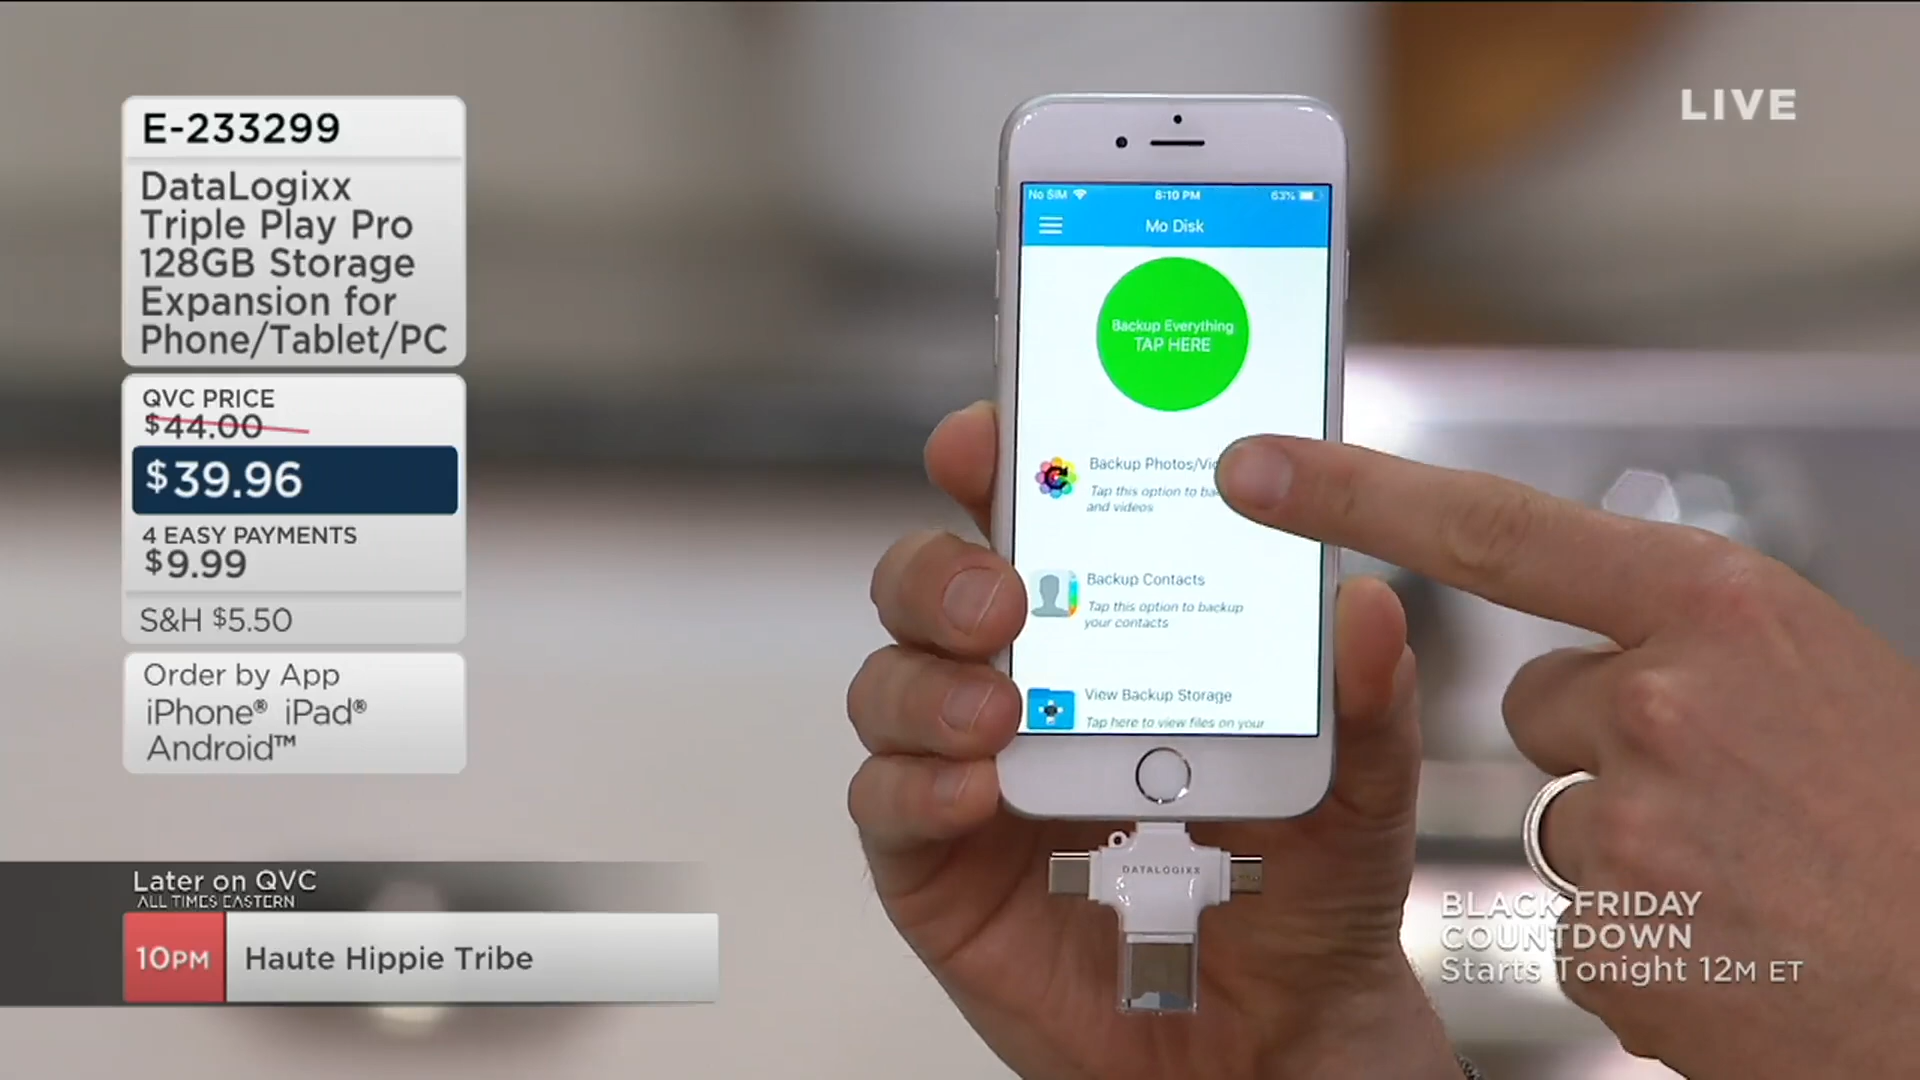 E-233299
DataLogixx
Triple Play Pro
128GB Storage
Expansion for
Phone/Tablet/PC
QVC PRICE
$44.00
$39.96
4 EASY PAYMENTS
$9.99
S&H $5.50
Order by App
iPhone® iPad®
Android™
Later on QVC
ALL TIMES EASTERN
10PM Haute Hippie Tribe
LIVE
No SIM 8:10 PM 63%
Mo Disk
Backup Everything
TAP HERE
Backup Photos/Vi
Tap this option to ba
and videos
Backup Contacts
Tap this option to backup
your contacts
View Backup Storage
Tap here to view files on your
DATALOGIXX
BLACK FRIDAY
COUNTDOWN
Starts Tonight 12M ET